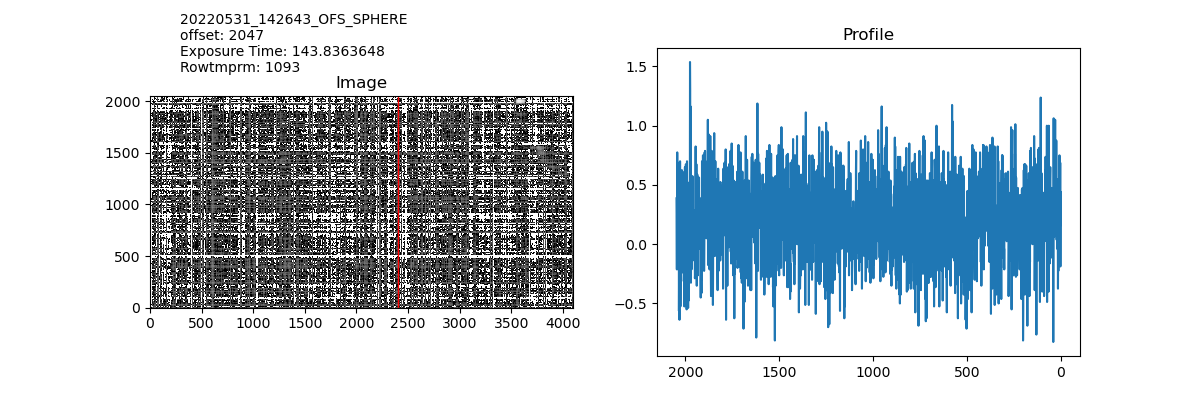 20220531_142643_OFS_SPHERE
offset: 2047
Exposure Time: 143.8363648
Rowtmprm: 1093
Image
2000
1500
1000
500
0
0 500 1000 1500 2000 2500 3000 3500 4000
Profile
1.5
1.0
0.5
0.0
−0.5
2000 1500 1000 500 0